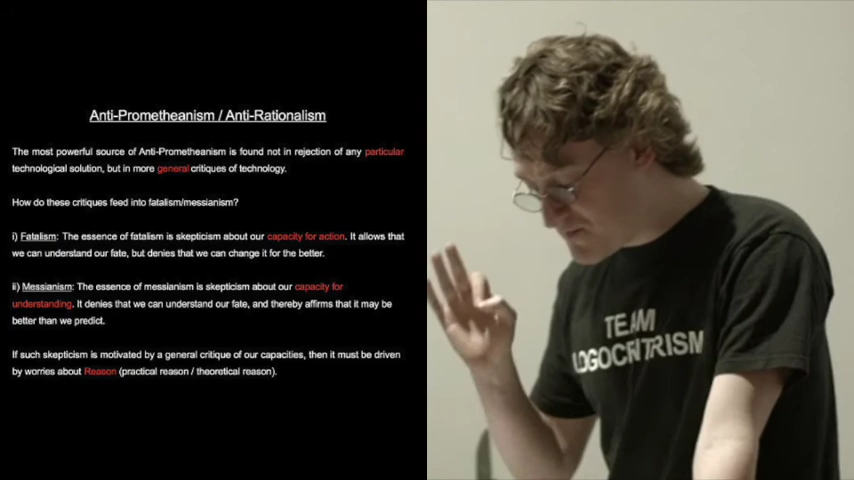 Anti-Prometheanism / Anti-Rationalism
The most powerful source of Anti-Prometheanism is found not in rejection of any particular
technological solution, but in more general critiques of technology.
How do these critiques feed into fatalism/messianism?
i) Fatalism: The essence of fatalism is skepticism about our capacity for action. It allows that
we can understand our fate, but denies that we can change it for the better.
ii) Messianism: The essence of messianism is skepticism about our capacity for
understanding. It denies that we can understand our fate, and thereby affirms that it may be
better than we predict.
If such skepticism is motivated by a general critique of our capacities, then it must be driven
by worries about Reason (practical reason / theoretical reason).
TEAM
LOGOCENTRISM